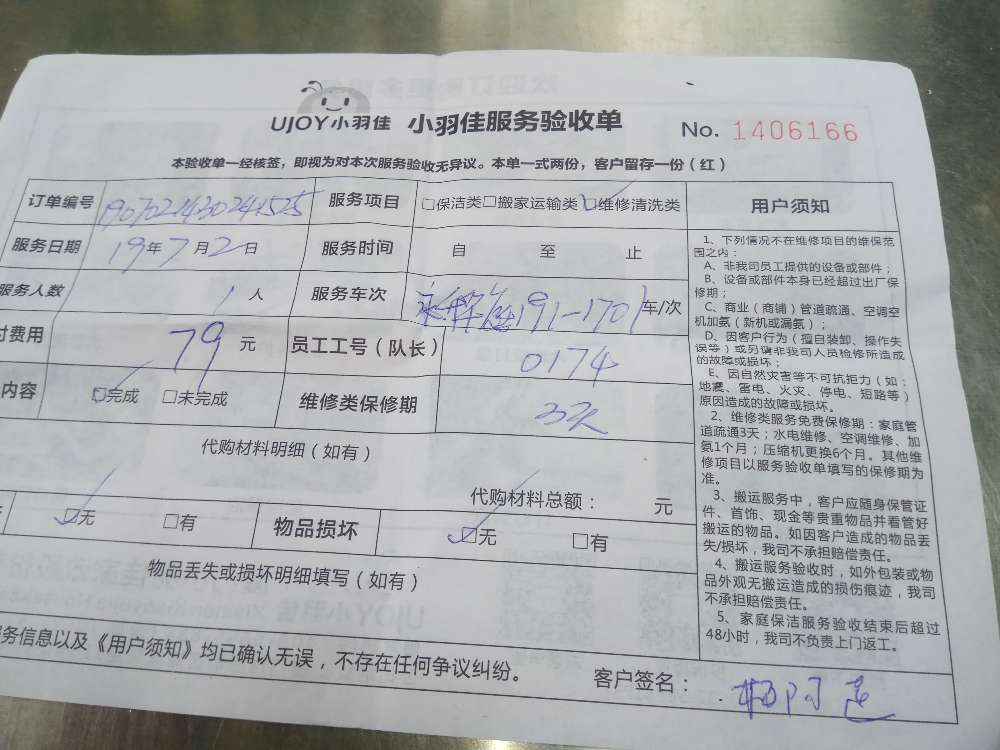 UJOY小羽佳 小羽佳服务验收单 No. 1406166
本验收单一经核签，即视为对本次服务验收无异议。本单一式两份，客户留存一份（红）
订单编号 1907021430241525 服务项目 □保洁类□搬家运输类□维修清洗类
服务日期 19年7月2日 服务时间 自 至 止
服务人数 1人 服务车次 191-1701车/次
付费用 79元 员工工号（队长） 0174
内容 □完成 □未完成 维修类保修期 3天
代购材料明细（如有）
代购材料总额： 元
□无 □有 物品损坏 □无 □有
物品丢失或损坏明细填写（如有）
务信息以及《用户须知》均已确认无误，不存在任何争议纠纷。
客户签名：
用户须知
1、下列情况不在维修项目的维保范
围之内：
A、非我司员工提供的设备或部件；
B、设备或部件本身已经超过出厂保
修期；
C、商业（商铺）管道疏通、空调空
机加氨（新机或漏氨）；
D、因客户行为（擅自装卸、操作失
误等）或另请非我司人员检修所造成
的故障或损坏；
E、因自然灾害等不可抗拒力（如：
地震、雷电、火灾、停电、短路等）
原因造成的故障或损坏。
2、维修类服务免费保修期：家庭管
道疏通3天；水电维修、空调维修、加
氨1个月；压缩机更换6个月。其他维
修项目以服务验收单填写的保修期为
准。
3、搬运服务中，客户应随身保管证
件、首饰、现金等贵重物品并看管好
搬运的物品。如因客户造成的物品丢
失/损坏，我司不承担赔偿责任。
4、搬运服务验收时，如外包装或物
品外观无搬运造成的损伤痕迹，我司
不承担赔偿责任。
5、家庭保洁服务验收结束后超过
48小时，我司不负责上门返工。